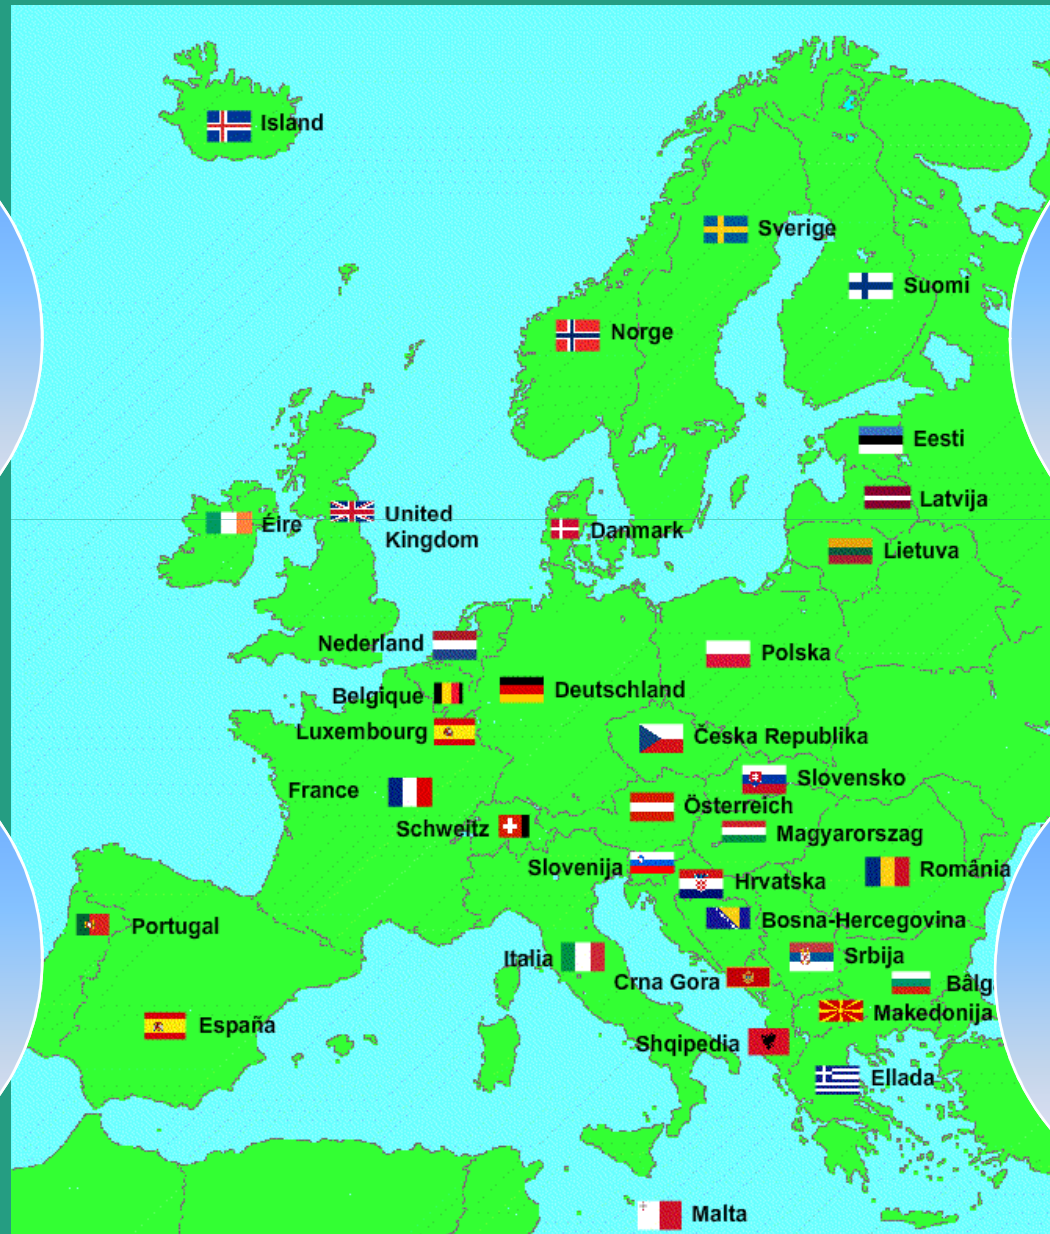 Island
Sverige
Suomi
Norge
Eesti
Latvija
Éire
United
Kingdom
Danmark
Lietuva
Nederland
Polska
Belgique
Deutschland
Luxembourg
Česka Republika
Slovensko
France
Österreich
Schweitz
Magyarorszag
Slovenija
România
Hrvatska
Portugal
Bosna-Hercegovina
Italia
Srbija
Crna Gora
Bâlg
Makedonija
España
Shqipedia
Ellada
Malta